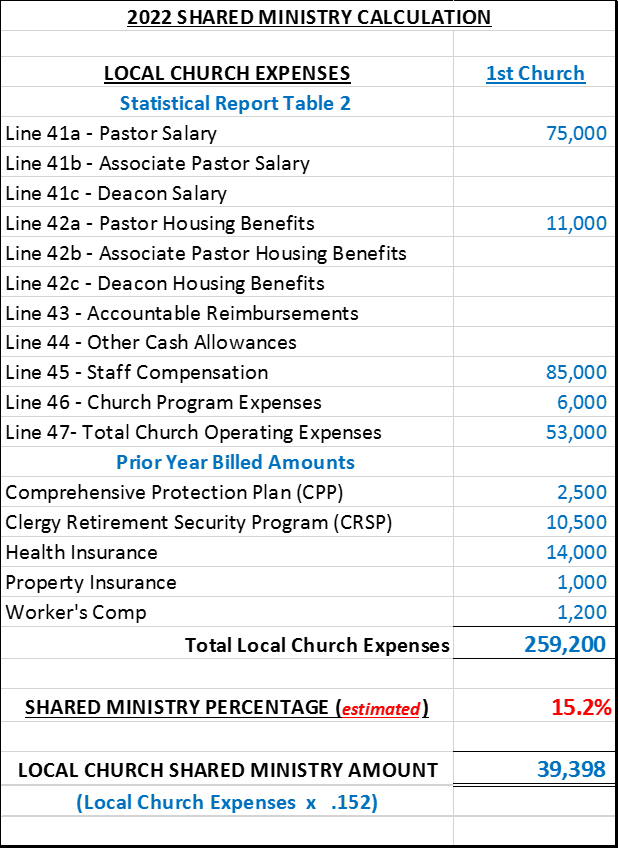 2022 SHARED MINISTRY CALCULATION
LOCAL CHURCH EXPENSES 1st Church
Statistical Report Table 2
Line 41a - Pastor Salary 75,000
Line 41b - Associate Pastor Salary
Line 41c - Deacon Salary
Line 42a - Pastor Housing Benefits 11,000
Line 42b - Associate Pastor Housing Benefits
Line 42c - Deacon Housing Benefits
Line 43 - Accountable Reimbursements
Line 44 - Other Cash Allowances
Line 45 - Staff Compensation 85,000
Line 46 - Church Program Expenses 6,000
Line 47- Total Church Operating Expenses 53,000
Prior Year Billed Amounts
Comprehensive Protection Plan (CPP) 2,500
Clergy Retirement Security Program (CRSP) 10,500
Health Insurance 14,000
Property Insurance 1,000
Worker's Comp 1,200
Total Local Church Expenses 259,200
SHARED MINISTRY PERCENTAGE (estimated) 15.2%
LOCAL CHURCH SHARED MINISTRY AMOUNT 39,398
(Local Church Expenses x .152)